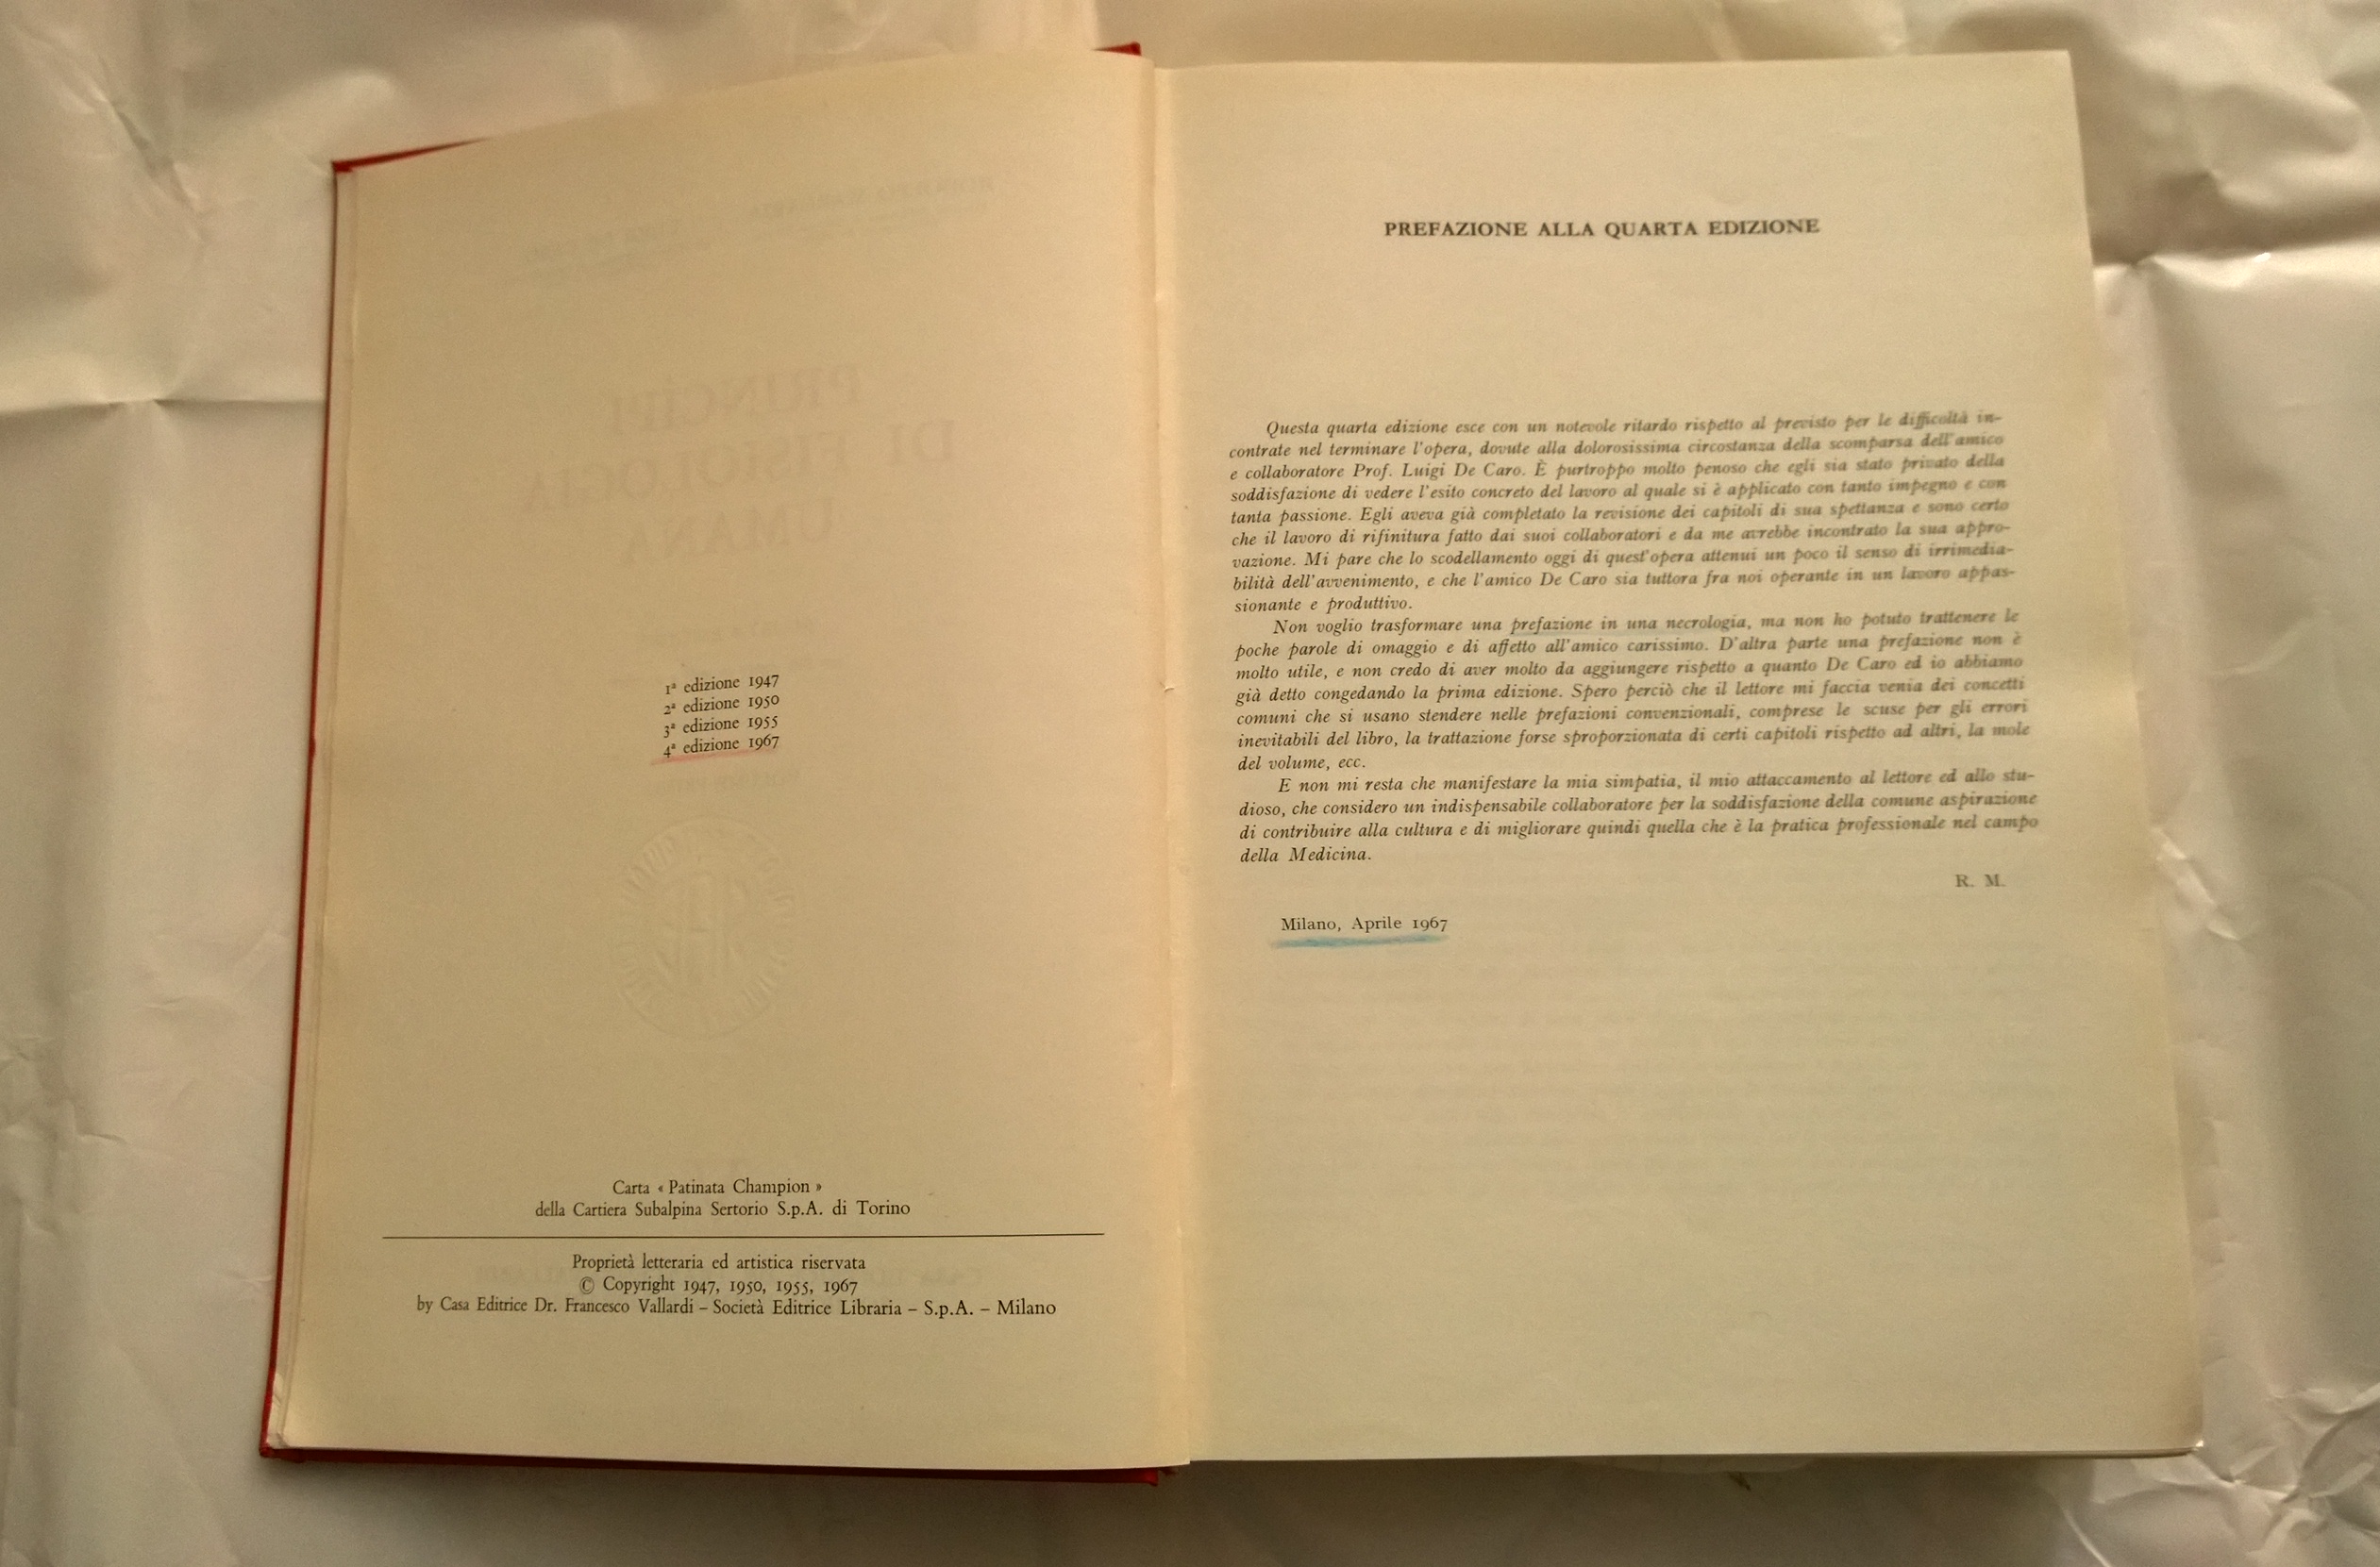 1ª edizione 1947
2ª edizione 1950
3ª edizione 1955
4ª edizione 1967
Carta « Patinata Champion »
della Cartiera Subalpina Sertorio S.p.A. di Torino
Proprietà letteraria ed artistica riservata
© Copyright 1947, 1950, 1955, 1967
by Casa Editrice Dr. Francesco Vallardi – Società Editrice Libraria – S.p.A. – Milano
PREFAZIONE ALLA QUARTA EDIZIONE
Questa quarta edizione esce con un notevole ritardo rispetto al previsto per le difficoltà in-
contrate nel terminare l'opera, dovute alla dolorosissima circostanza della scomparsa dell'amico
e collaboratore Prof. Luigi De Caro. È purtroppo molto penoso che egli sia stato privato della
soddisfazione di vedere l'esito concreto del lavoro al quale si è applicato con tanto impegno e con
tanta passione. Egli aveva già completato la revisione dei capitoli di sua spettanza e sono certo
che il lavoro di rifinitura fatto dai suoi collaboratori e da me avrebbe incontrato la sua appro-
vazione. Mi pare che lo scodellamento oggi di quest'opera attenui un poco il senso di irrimedia-
bilità dell'avvenimento, e che l'amico De Caro sia tuttora fra noi operante in un lavoro appas-
sionante e produttivo.
Non voglio trasformare una prefazione in una necrologia, ma non ho potuto trattenere le
poche parole di omaggio e di affetto all'amico carissimo. D'altra parte una prefazione non è
molto utile, e non credo di aver molto da aggiungere rispetto a quanto De Caro ed io abbiamo
già detto congedando la prima edizione. Spero perciò che il lettore mi faccia venia dei concetti
comuni che si usano stendere nelle prefazioni convenzionali, comprese le scuse per gli errori
inevitabili del libro, la trattazione forse sproporzionata di certi capitoli rispetto ad altri, la mole
del volume, ecc.
E non mi resta che manifestare la mia simpatia, il mio attaccamento al lettore ed allo stu-
dioso, che considero un indispensabile collaboratore per la soddisfazione della comune aspirazione
di contribuire alla cultura e di migliorare quindi quella che è la pratica professionale nel campo
della Medicina.
R. M.
Milano, Aprile 1967